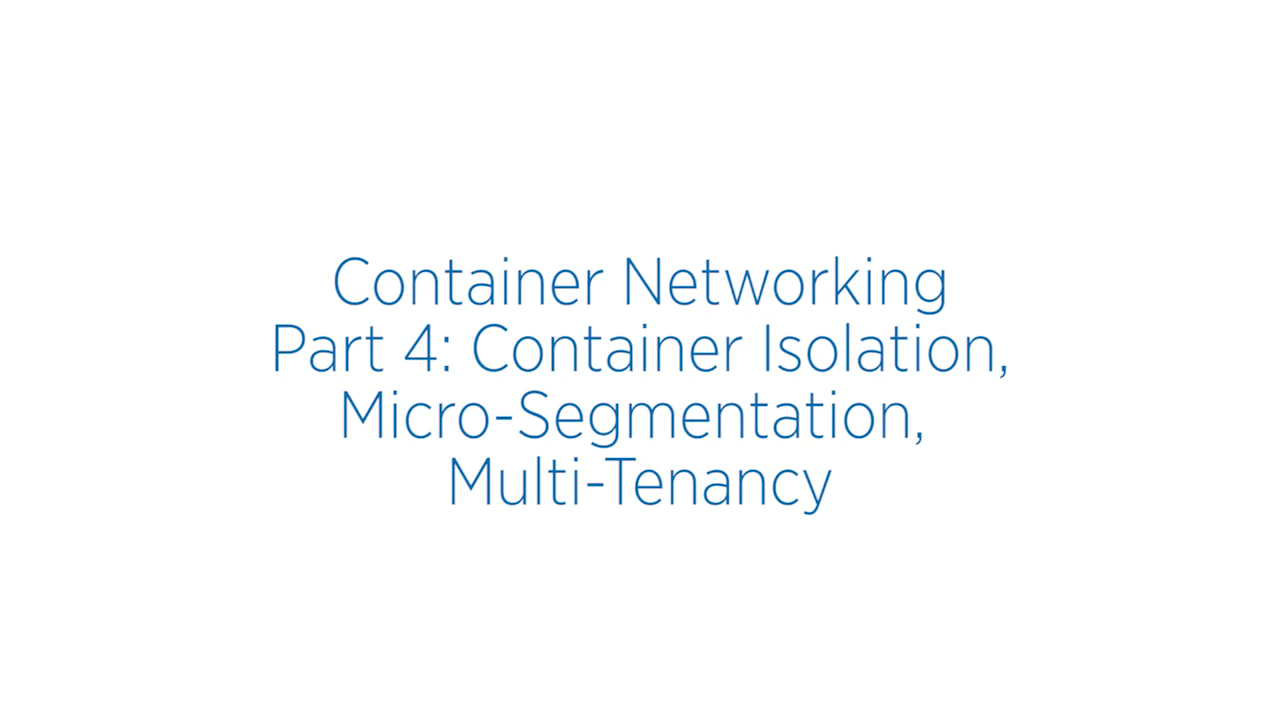 Container Networking
Part 4: Container Isolation,
Micro-Segmentation,
Multi-Tenancy